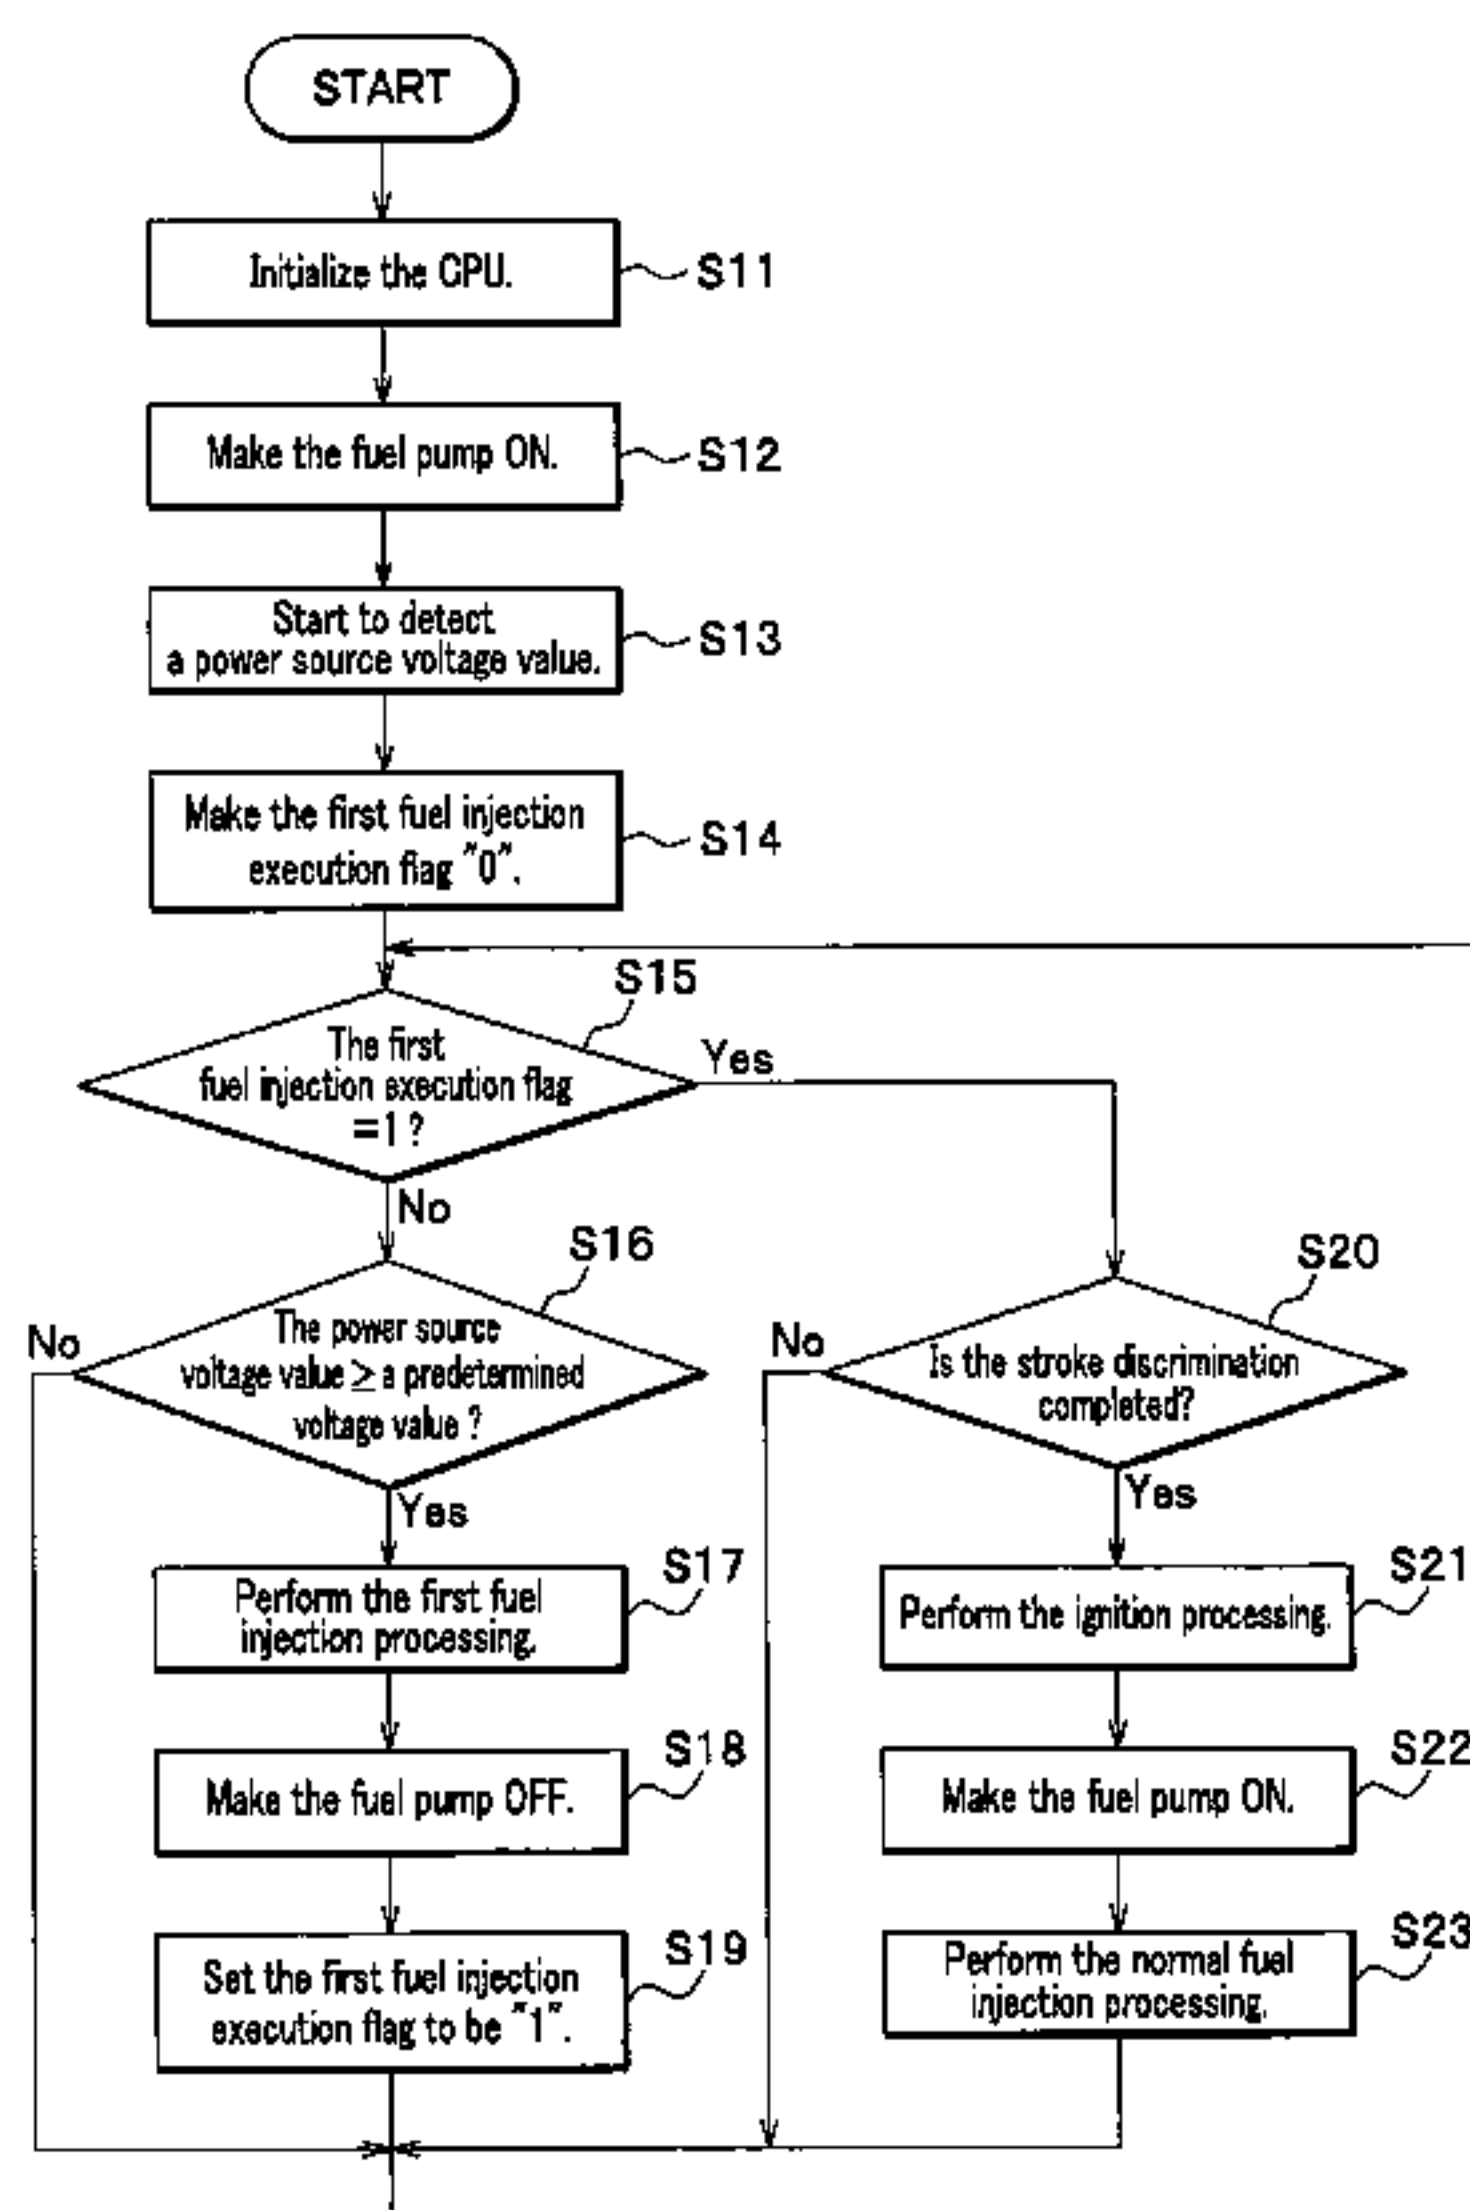 START
Initialize the CPU.
S11
Make the fuel pump ON.
S12
Start to detect
a power source voltage value.
S13
Make the first fuel injection
execution flag "0".
S14
S15
The first
fuel injection execution flag
=1?
Yes
No
S16
The power source
voltage value ≥ a predetermined
voltage value ?
No
Yes
S20
Is the stroke discrimination
completed?
No
Yes
S17
Perform the first fuel
injection processing.
S21
Perform the ignition processing.
S18
Make the fuel pump OFF.
S22
Make the fuel pump ON.
S19
Set the first fuel injection
execution flag to be "1".
S23
Perform the normal fuel
injection processing.